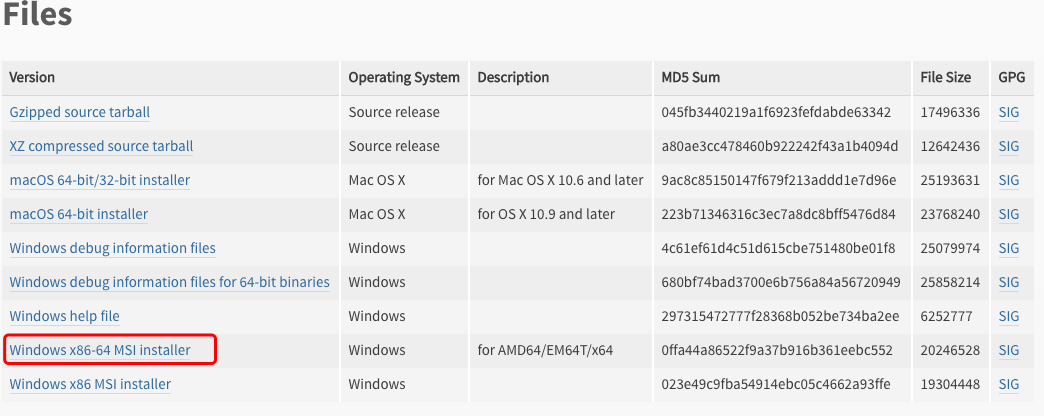 Files
Version Operating System Description MD5 Sum File Size GPG
Gzipped source tarball Source release 045fb3440219a1f6923fefdabde63342 17496336 SIG
XZ compressed source tarball Source release a80ae3cc478460b922242f43a1b4094d 12642436 SIG
macOS 64-bit/32-bit installer Mac OS X for Mac OS X 10.6 and later 9ac8c85150147f679f213addd1e7d96e 25193631 SIG
macOS 64-bit installer Mac OS X for OS X 10.9 and later 223b71346316c3ec7a8dc8bff5476d84 23768240 SIG
Windows debug information files Windows 4c61ef61d4c51d615cbe751480be01f8 25079974 SIG
Windows debug information files for 64-bit binaries Windows 680bf74bad3700e6b756a84a56720949 25858214 SIG
Windows help file Windows 297315472777f28368b052be734ba2ee 6252777 SIG
Windows x86-64 MSI installer Windows for AMD64/EM64T/x64 0ffa44a86522f9a37b916b361eebc552 20246528 SIG
Windows x86 MSI installer Windows 023e49c9fba54914ebc05c4662a93ffe 19304448 SIG